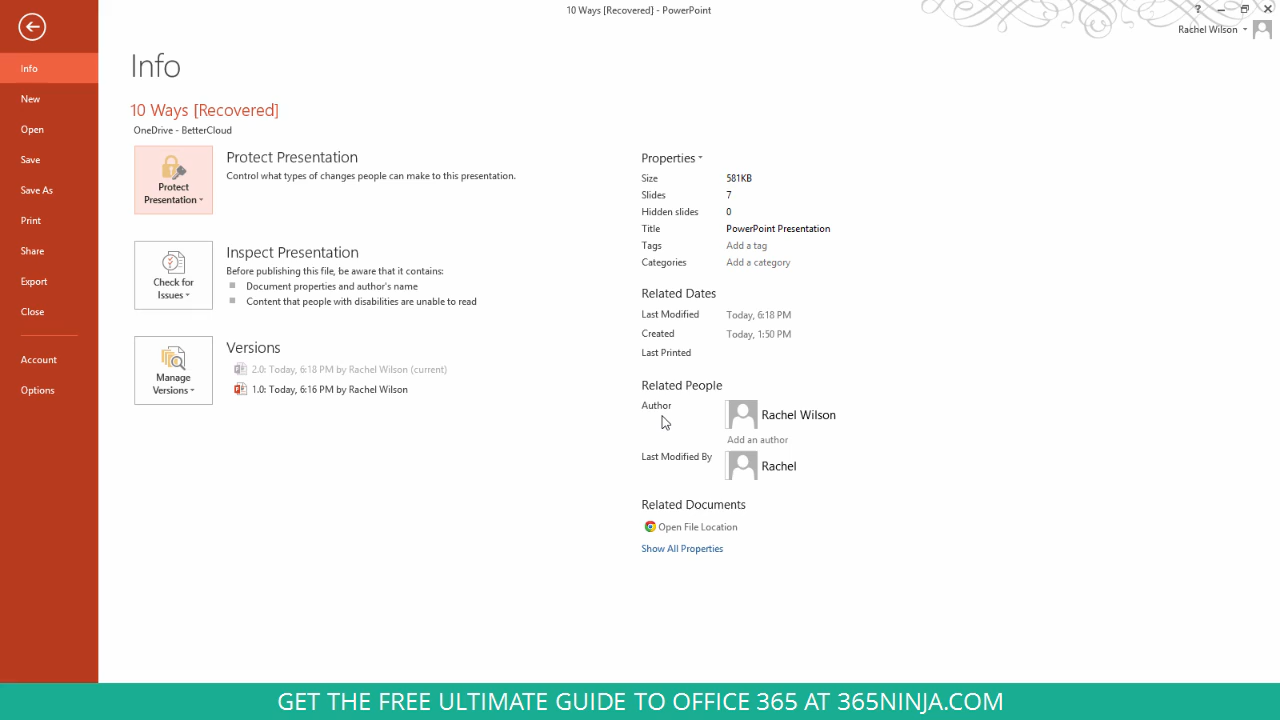 10 Ways [Recovered] - PowerPoint
?
Rachel Wilson
Info
New
Open
Save
Save As
Print
Share
Export
Close
Account
Options
Info
10 Ways [Recovered]
OneDrive - BetterCloud
Protect
Presentation
Protect Presentation
Control what types of changes people can make to this presentation.
Check for
Issues
Inspect Presentation
Before publishing this file, be aware that it contains:
Document properties and author's name
Content that people with disabilities are unable to read
Manage
Versions
Versions
2.0: Today, 6:18 PM by Rachel Wilson (current)
1.0: Today, 6:16 PM by Rachel Wilson
Properties
Size 581KB
Slides 7
Hidden slides 0
Title PowerPoint Presentation
Tags Add a tag
Categories Add a category
Related Dates
Last Modified Today, 6:18 PM
Created Today, 1:50 PM
Last Printed
Related People
Author Rachel Wilson
Add an author
Last Modified By Rachel
Related Documents
Open File Location
Show All Properties
GET THE FREE ULTIMATE GUIDE TO OFFICE 365 AT 365NINJA.COM